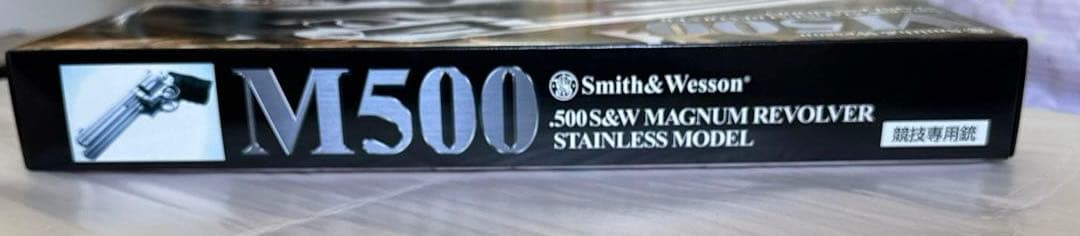 M500
Smith&Wesson®
.500 S&W MAGNUM REVOLVER
STAINLESS MODEL
競技専用銃